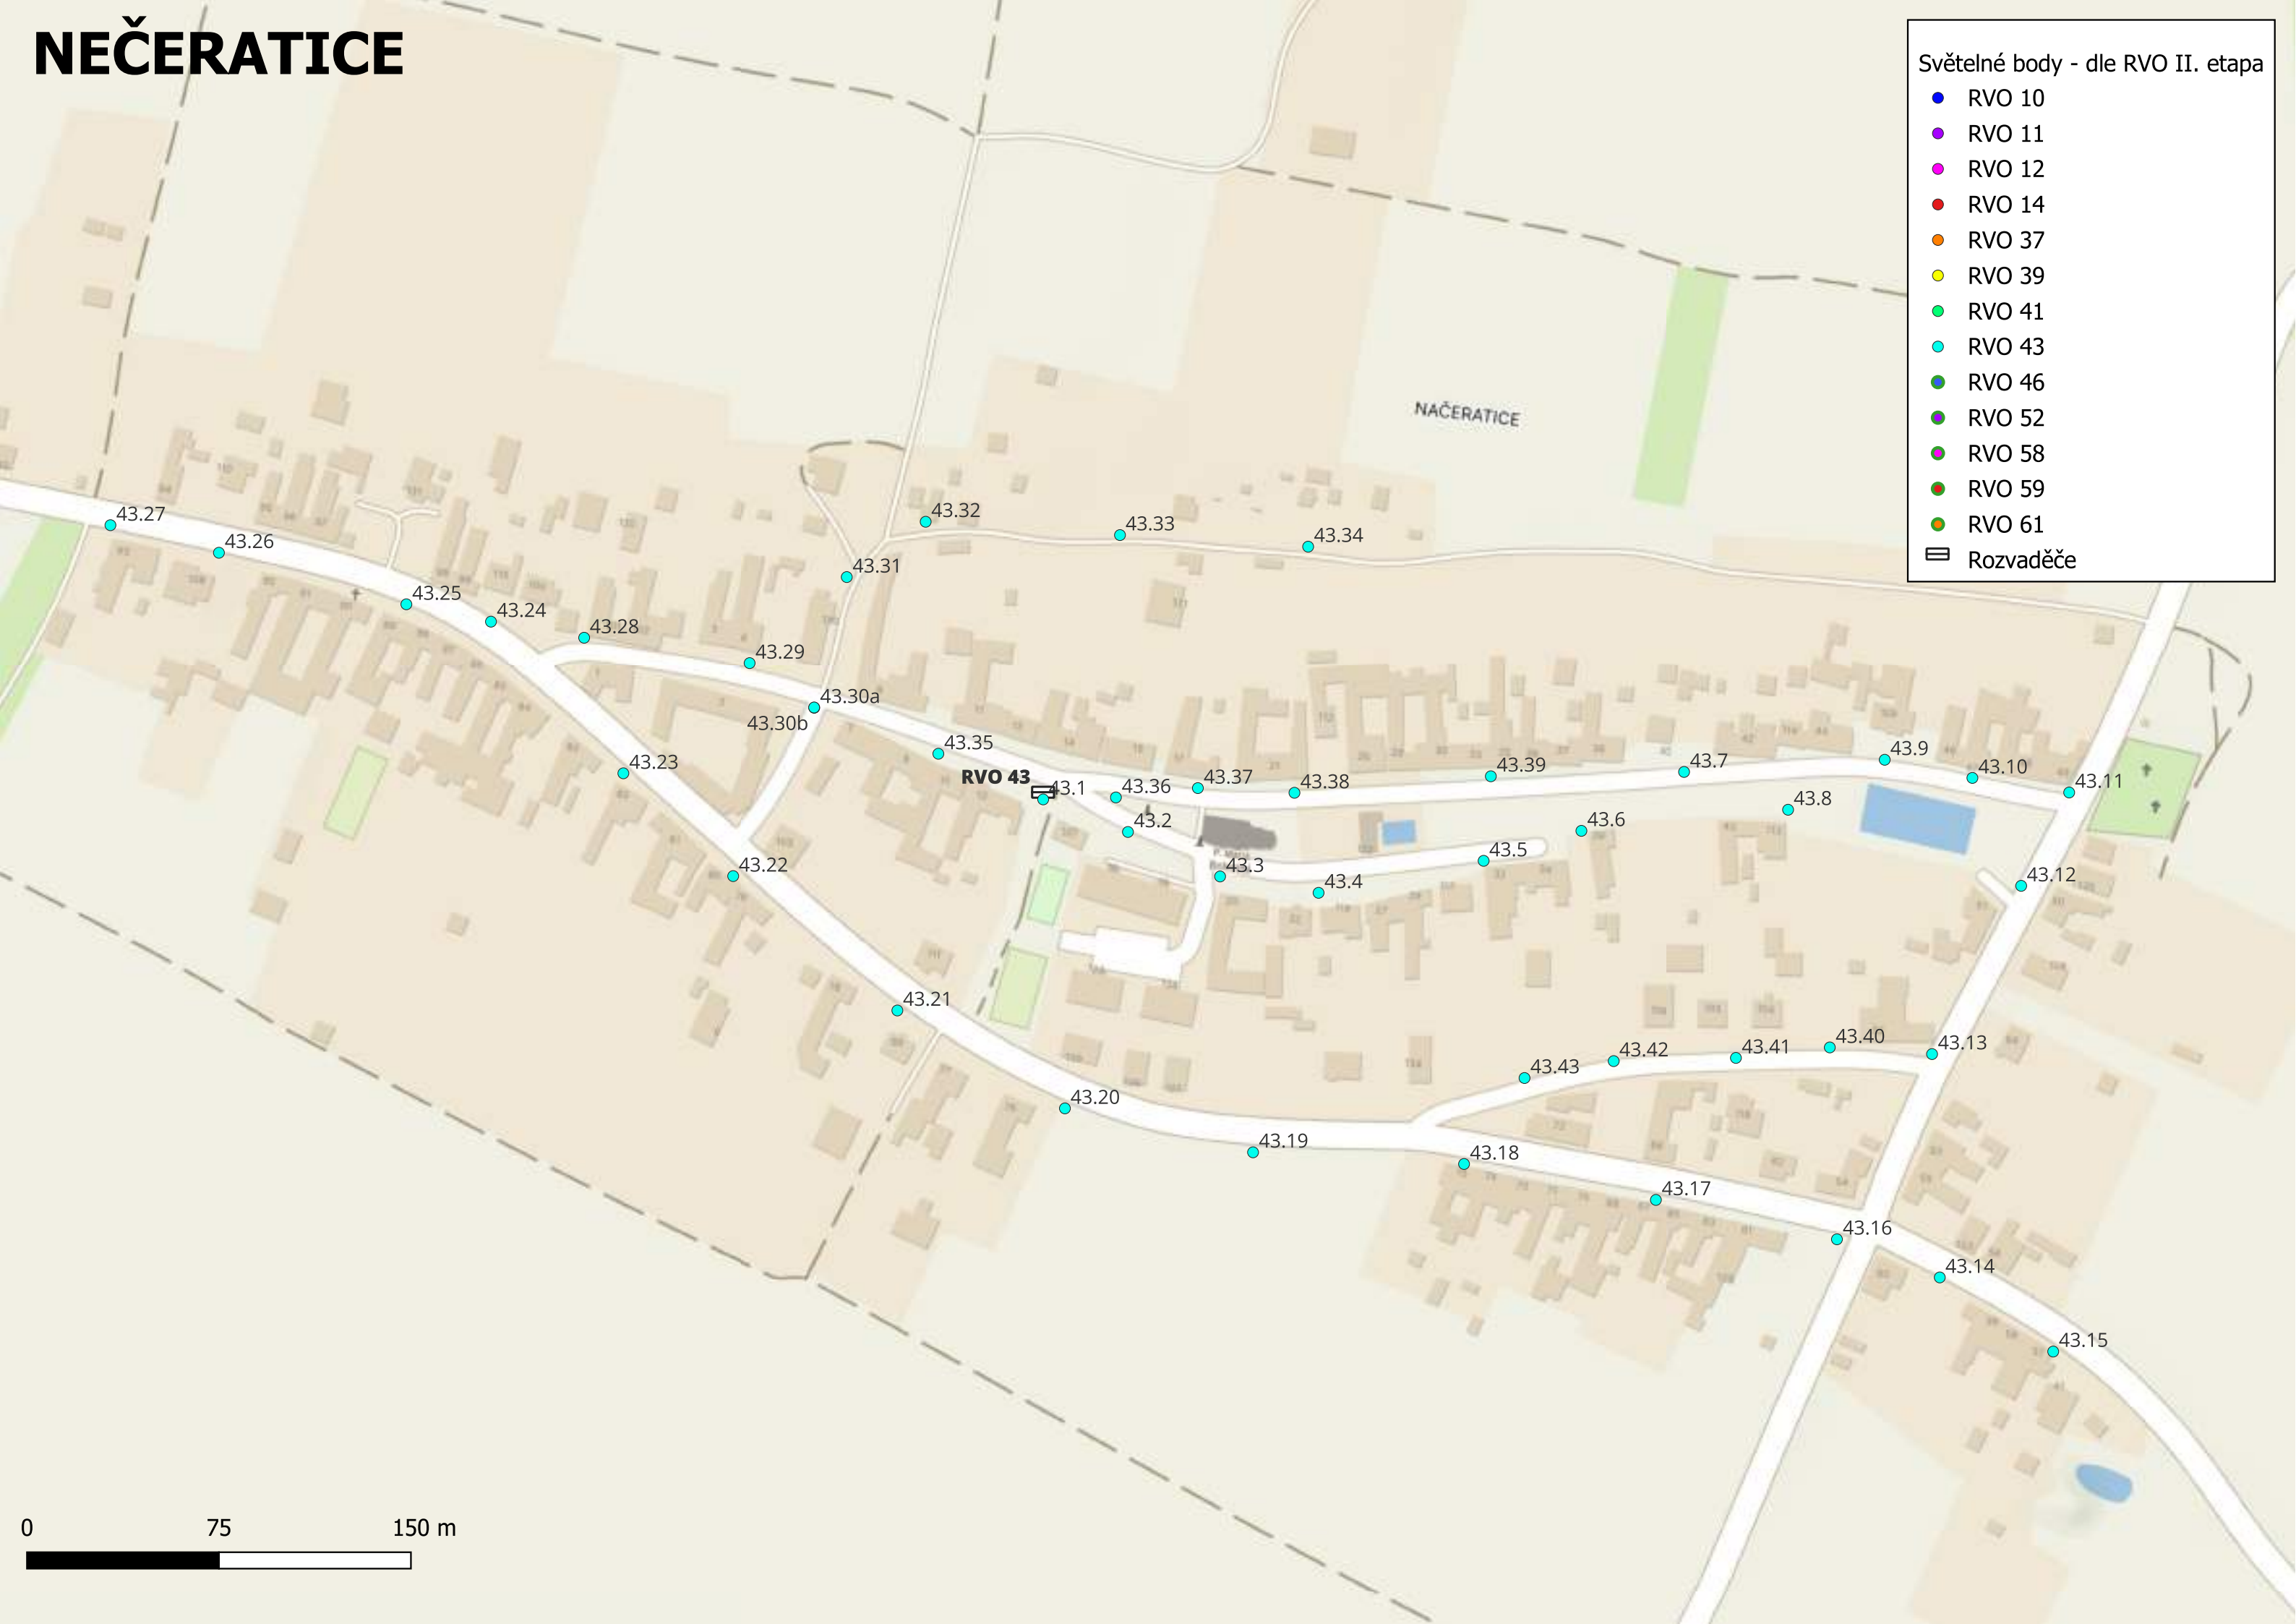 NEČERATICE
Světelné body - dle RVO II. etapa
RVO 10
RVO 11
RVO 12
RVO 14
RVO 37
RVO 39
RVO 41
RVO 43
RVO 46
RVO 52
RVO 58
RVO 59
RVO 61
Rozvaděče
NAČERATICE
43.27
43.26
43.25
43.24
43.28
43.29
43.30a
43.30b
43.31
43.32
43.33
43.34
43.35
RVO 43
43.1
43.36
43.37
43.38
43.39
43.7
43.9
43.10
43.11
43.2
43.3
43.4
43.5
43.6
43.8
43.12
43.23
43.22
43.21
43.20
43.19
43.18
43.17
43.16
43.43
43.42
43.41
43.40
43.13
43.14
43.15
0 75 150 m